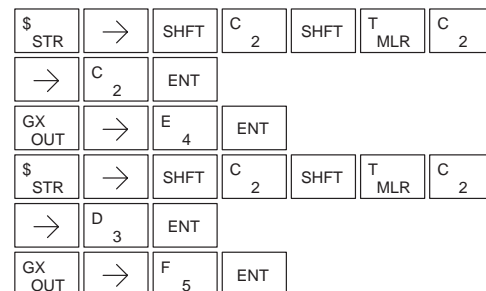 $ STR → SHFT C 2 SHFT T MLR C 2
→ C 2 ENT
GX OUT → E 4 ENT
$ STR → SHFT C 2 SHFT T MLR C 2
→ D 3 ENT
GX OUT → F 5 ENT